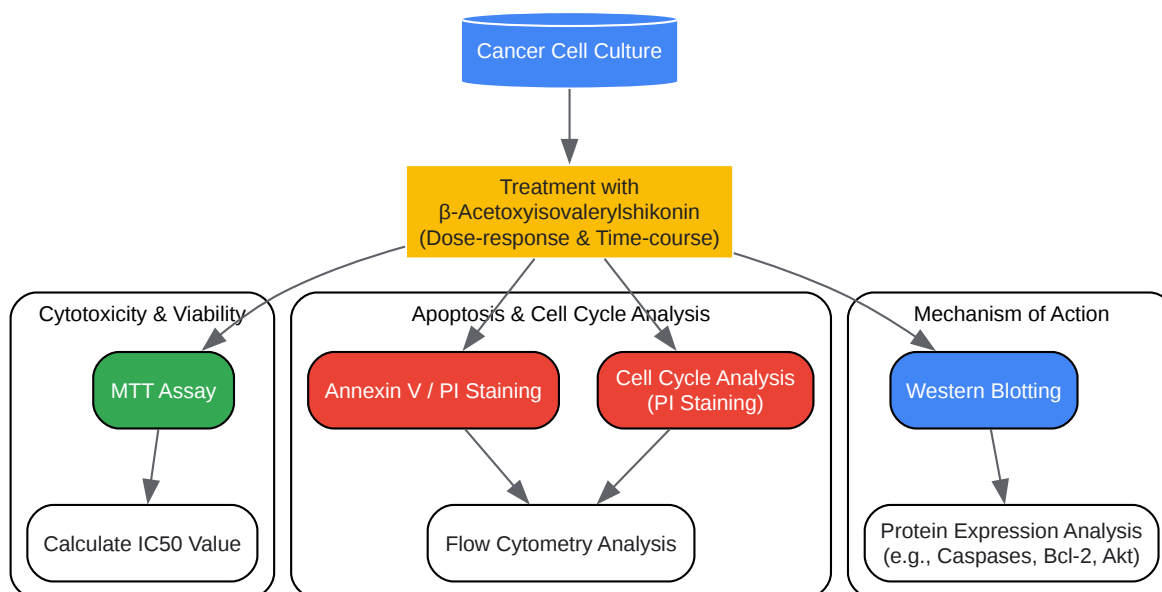 Cancer Cell Culture
Treatment with
β-Acetoxyisovalerylshikonin
(Dose-response & Time-course)
Cytotoxicity & Viability
Apoptosis & Cell Cycle Analysis
Mechanism of Action
MTT Assay
Annexin V / PI Staining
Cell Cycle Analysis
(PI Staining)
Western Blotting
Calculate IC50 Value
Flow Cytometry Analysis
Protein Expression Analysis
(e.g., Caspases, Bcl-2, Akt)